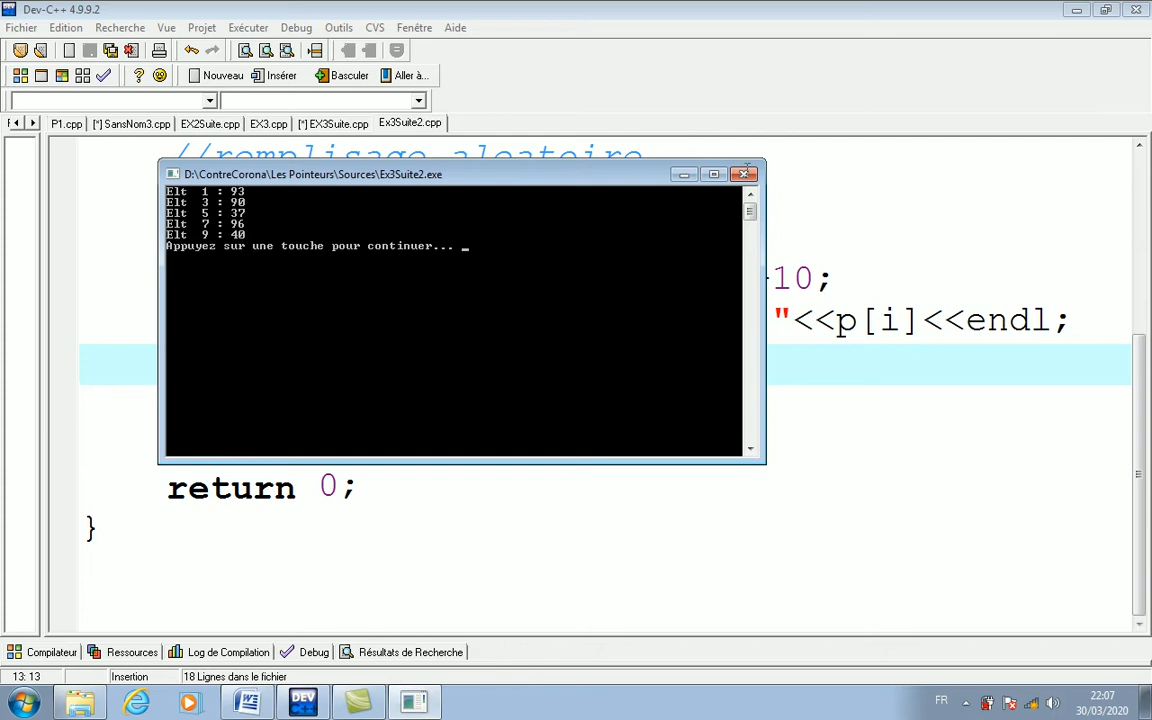 Dev-C++ 4.9.9.2
Fichier Edition Recherche Vue Projet Exécuter Debug Outils CVS Fenêtre Aide
Nouveau Insérer Basculer Aller à...
P1.cpp [*] SansNom3.cpp EX2Suite.cpp EX3.cpp [*] EX3Suite.cpp Ex3Suite2.cpp
//remplisage aleatoire
D:\ContreCorona\Les Pointeurs\Sources\Ex3Suite2.exe
Elt 1 : 93
Elt 3 : 90
Elt 5 : 37
Elt 7 : 96
Elt 9 : 40
Appuyez sur une touche pour continuer... _
10;
"<<p[i]<<endl;
return 0;
}
Compilateur Ressources Log de Compilation Debug Résultats de Recherche
13: 13 Insertion 18 Lignes dans le fichier
FR 22:07
30/03/2020